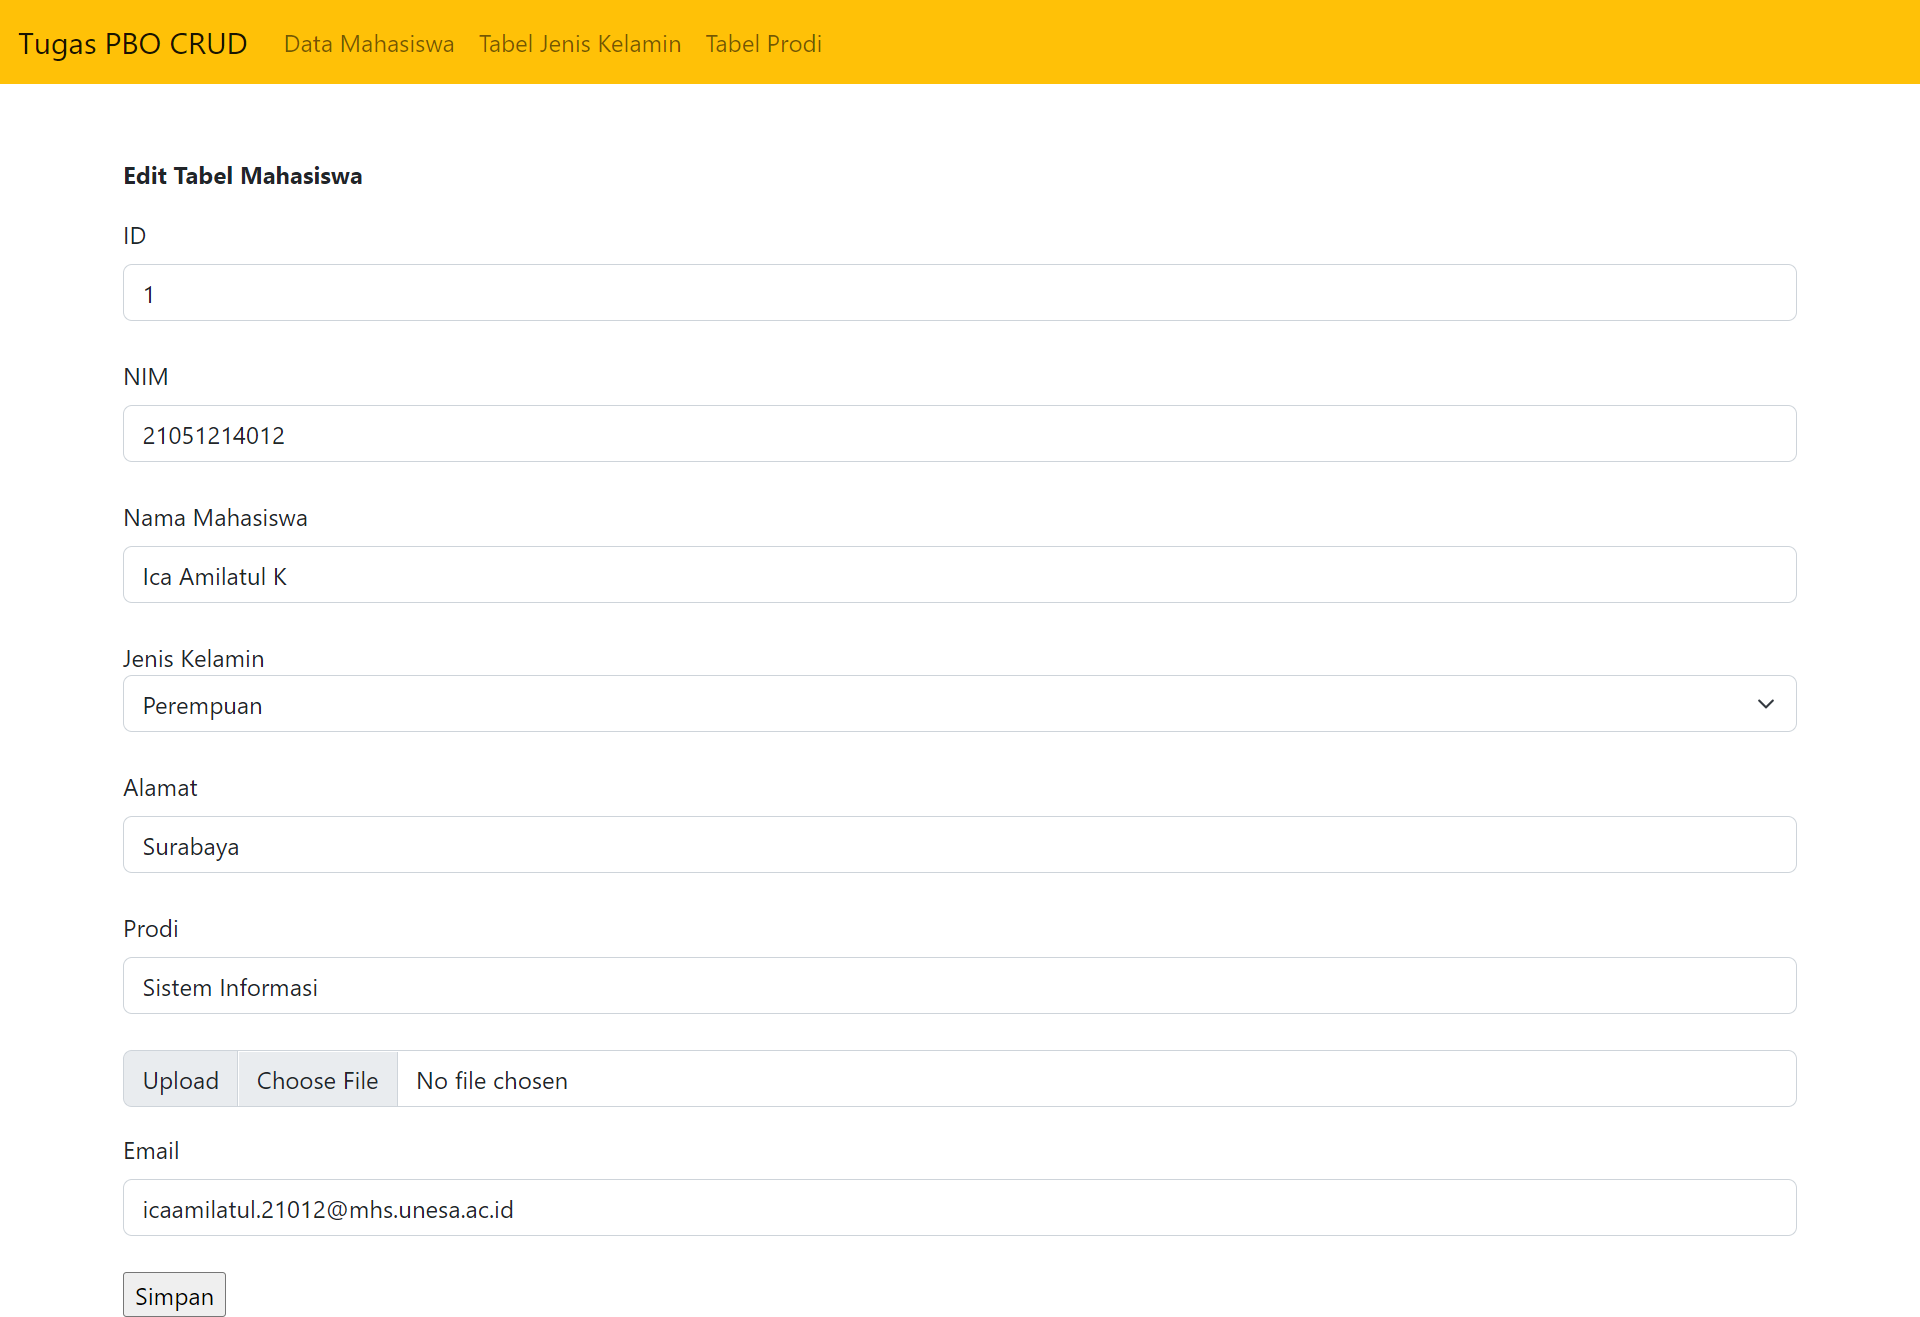 Tugas PBO CRUD Data Mahasiswa Tabel Jenis Kelamin Tabel Prodi
Edit Tabel Mahasiswa
ID
1
NIM
21051214012
Nama Mahasiswa
Ica Amilatul K
Jenis Kelamin
Perempuan
Alamat
Surabaya
Prodi
Sistem Informasi
Upload Choose File No file chosen
Email
icaamilatul.21012@mhs.unesa.ac.id
Simpan